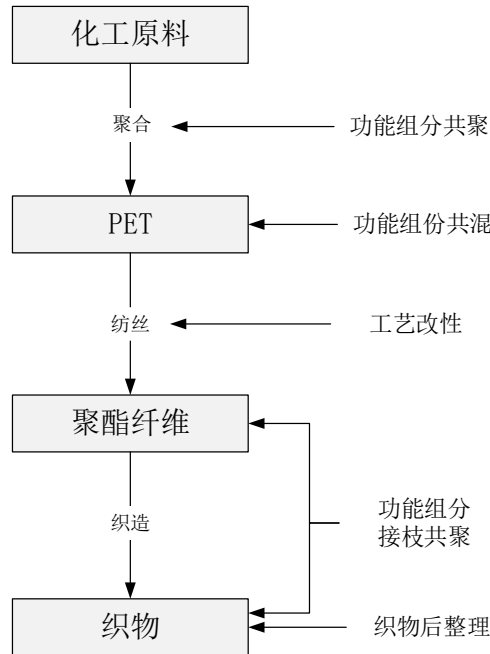 化工原料
聚合
功能组分共聚
PET
功能组份共混
纺丝
工艺改性
聚酯纤维
织造
功能组分
接枝共聚
织物
织物后整理